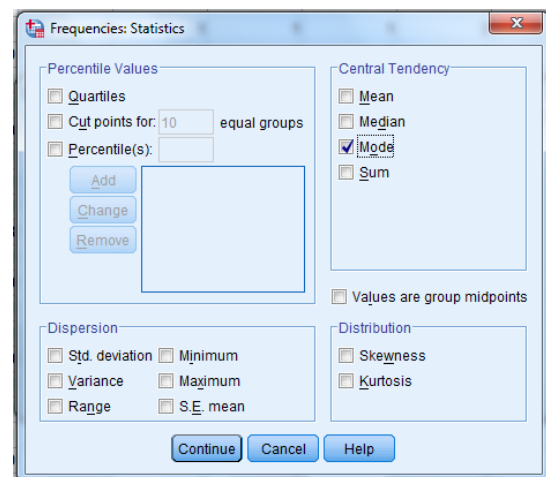 Frequencies: Statistics
Percentile Values
Quartiles
Cut points for: 10 equal groups
Percentile(s):
Add
Change
Remove
Central Tendency
Mean
Median
Mode
Sum
Values are group midpoints
Dispersion
Std. deviation Minimum
Variance Maximum
Range S.E. mean
Distribution
Skewness
Kurtosis
Continue Cancel Help